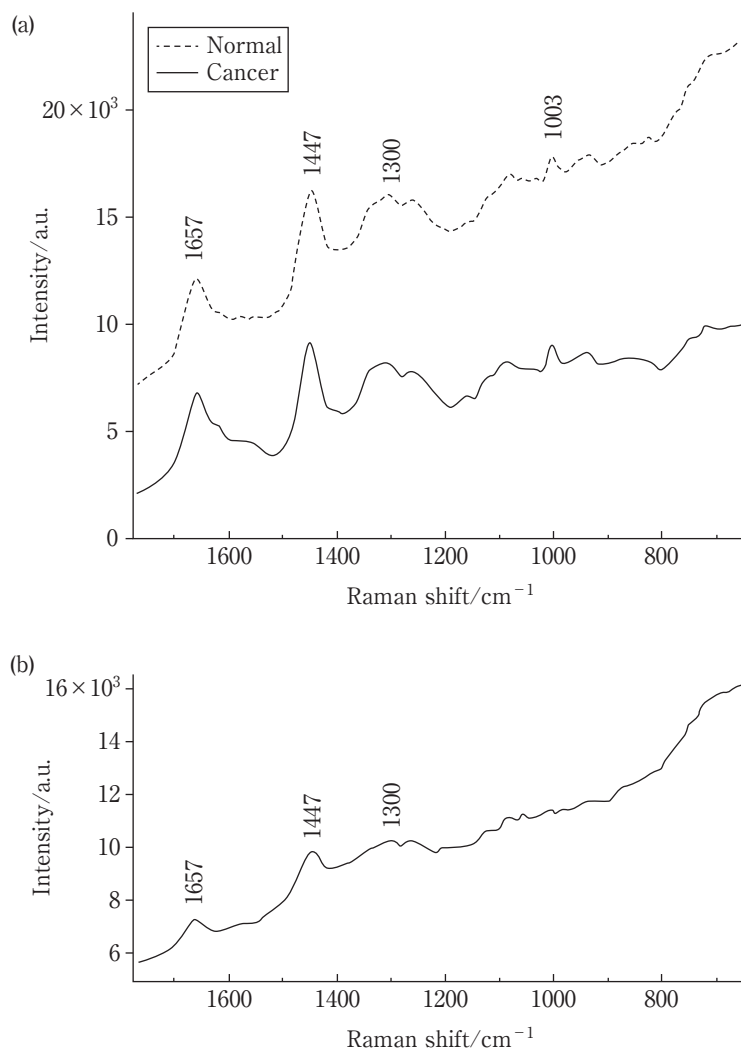 (a)
Normal
Cancer
20×10³
15
10
5
0
Intensity/a.u.
1657
1447
1300
1003
1600 1400 1200 1000 800
Raman shift/cm⁻¹
(b)
16×10³
14
12
10
8
6
Intensity/a.u.
1657
1447
1300
1600 1400 1200 1000 800
Raman shift/cm⁻¹